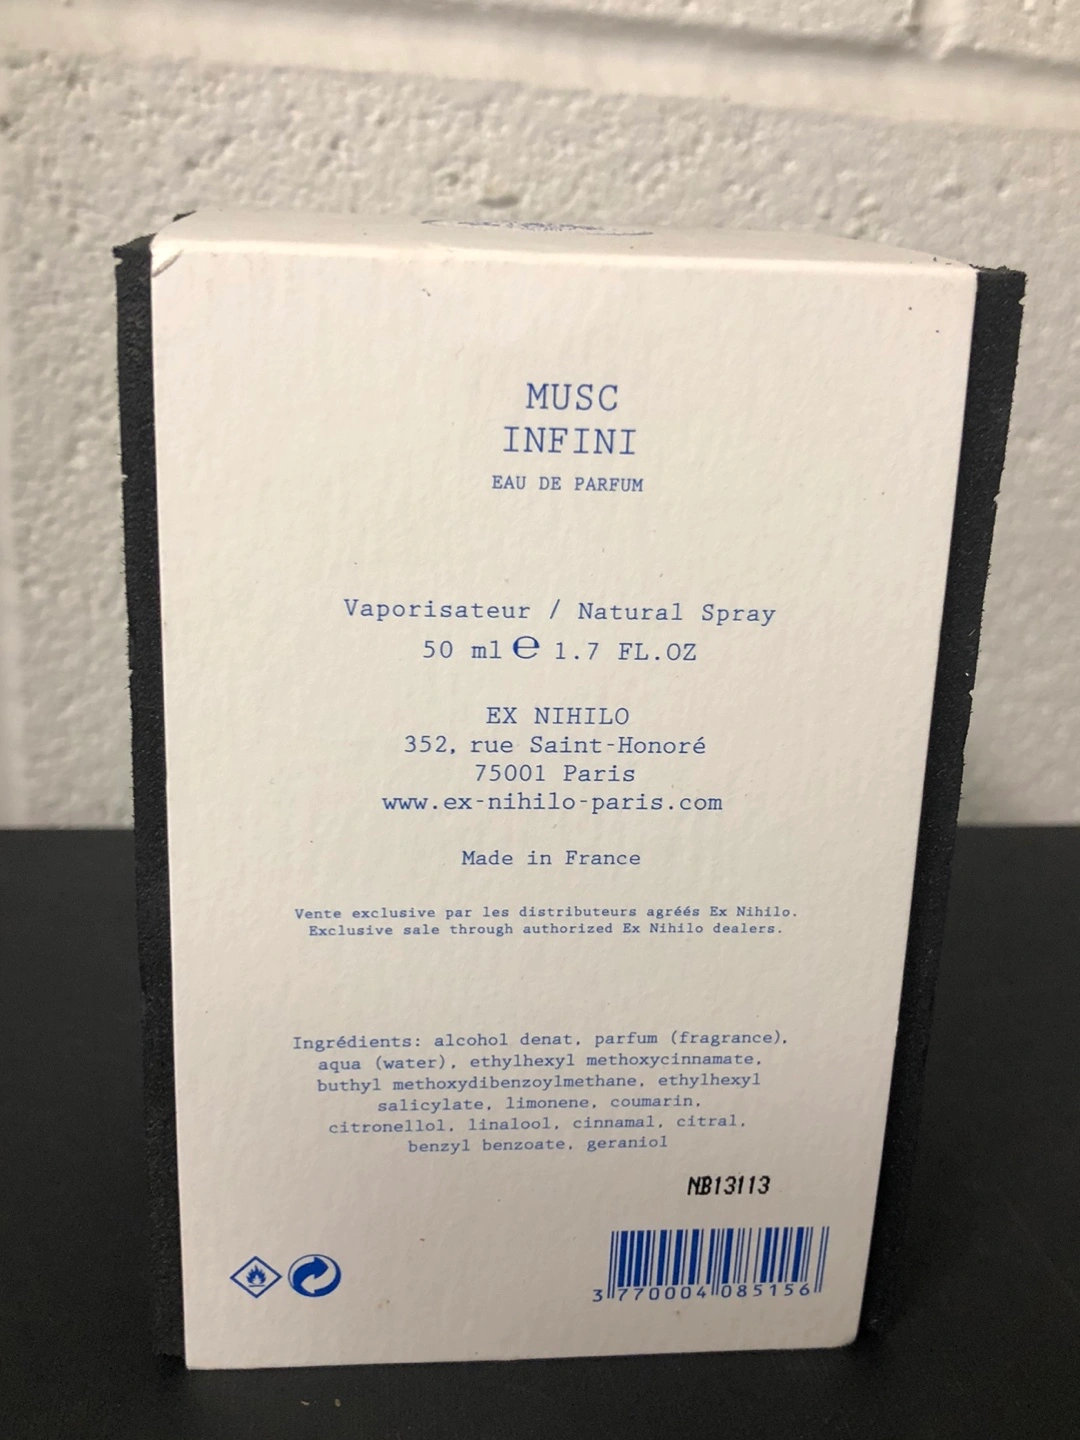 MUSC
INFINI
EAU DE PARFUM
Vaporisateur / Natural Spray
50 ml ℮ 1.7 FL.OZ
EX NIHILO
352, rue Saint-Honoré
75001 Paris
www.ex-nihilo-paris.com
Made in France
Vente exclusive par les distributeurs agréés Ex Nihilo.
Exclusive sale through authorized Ex Nihilo dealers.
Ingrédients: alcohol denat, parfum (fragrance),
aqua (water), ethylhexyl methoxycinnamate,
buthyl methoxydibenzoylmethane, ethylhexyl
salicylate, limonene, coumarin,
citronellol, linalool, cinnamal, citral,
benzyl benzoate, geraniol
NB13113
3 770004 085156